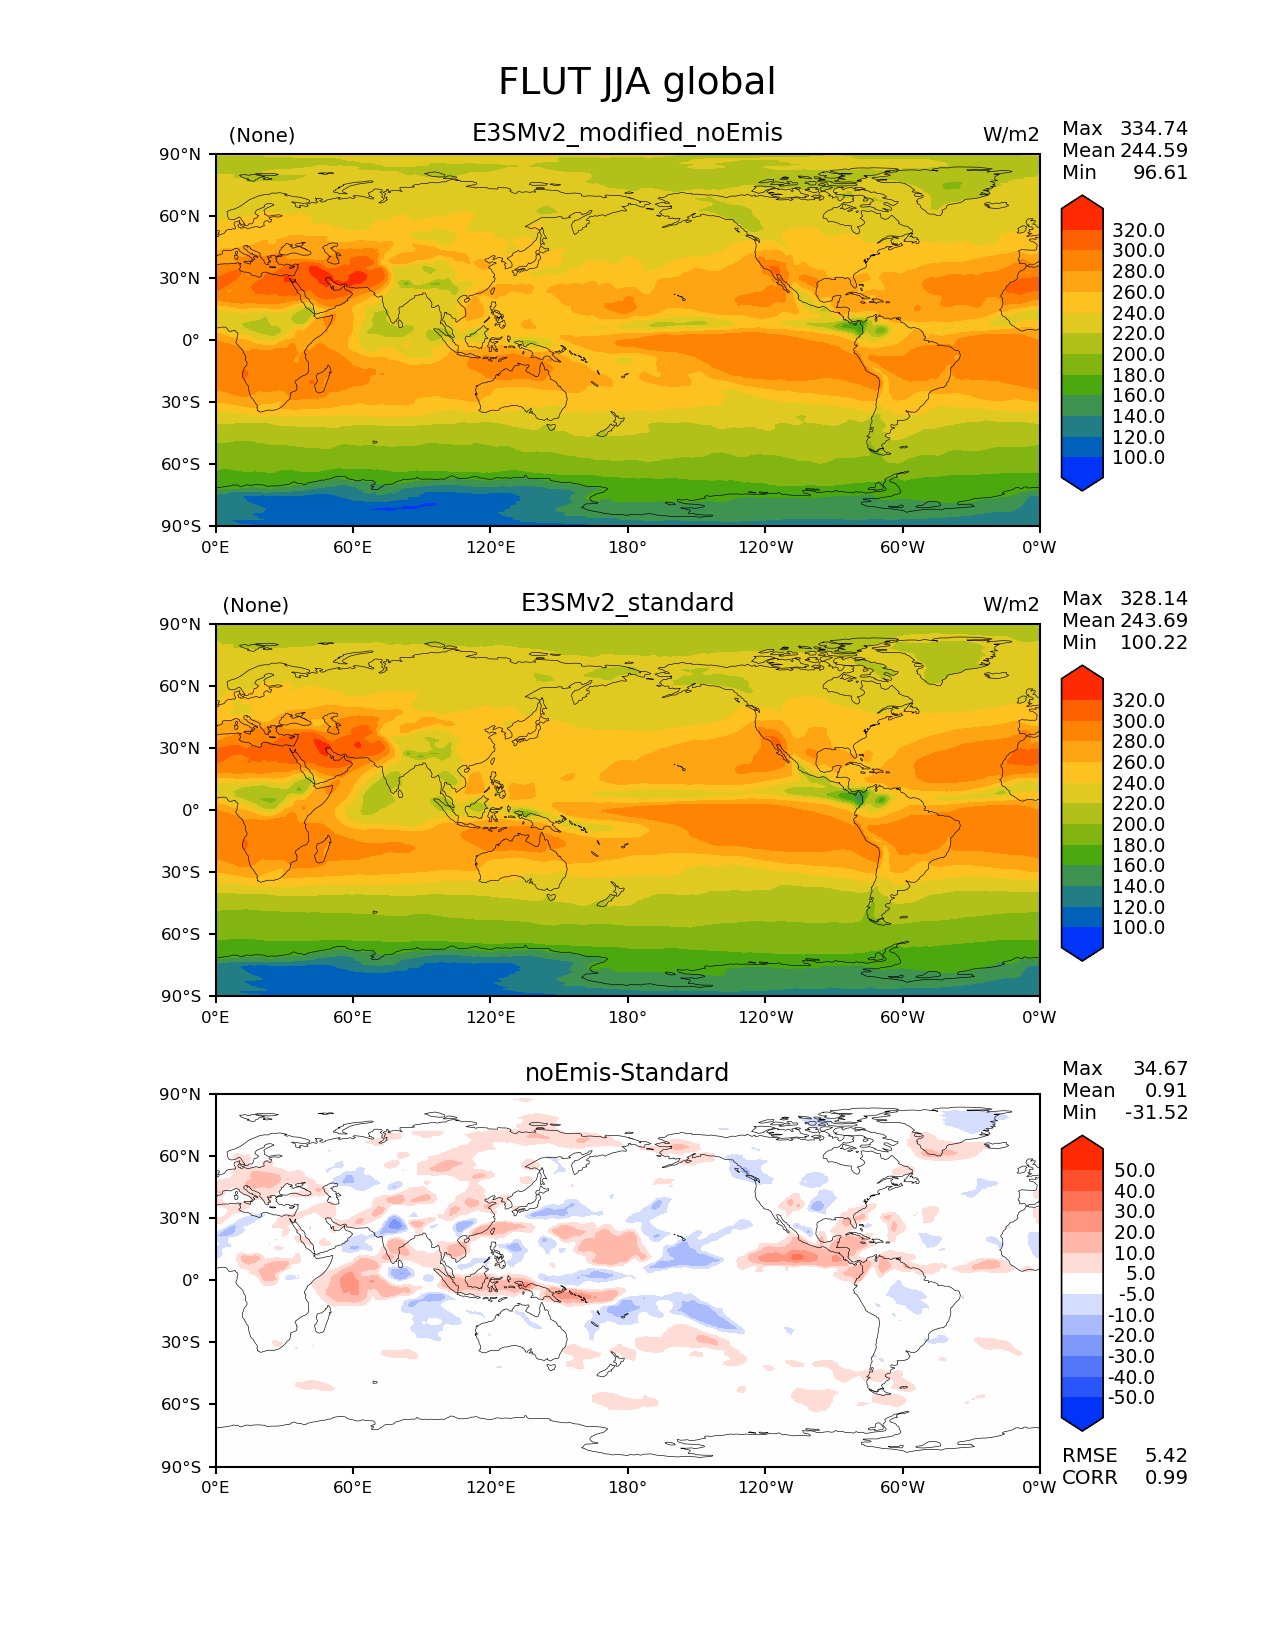 FLUT JJA global
(None) E3SMv2_modified_noEmis W/m2
Max 334.74
Mean 244.59
Min 96.61
90°N
60°N
30°N
0°
30°S
60°S
90°S
0°E 60°E 120°E 180° 120°W 60°W 0°W
320.0
300.0
280.0
260.0
240.0
220.0
200.0
180.0
160.0
140.0
120.0
100.0
(None) E3SMv2_standard W/m2
Max 328.14
Mean 243.69
Min 100.22
90°N
60°N
30°N
0°
30°S
60°S
90°S
0°E 60°E 120°E 180° 120°W 60°W 0°W
320.0
300.0
280.0
260.0
240.0
220.0
200.0
180.0
160.0
140.0
120.0
100.0
noEmis-Standard
Max 34.67
Mean 0.91
Min -31.52
90°N
60°N
30°N
0°
30°S
60°S
90°S
0°E 60°E 120°E 180° 120°W 60°W 0°W
50.0
40.0
30.0
20.0
10.0
5.0
-5.0
-10.0
-20.0
-30.0
-40.0
-50.0
RMSE 5.42
CORR 0.99